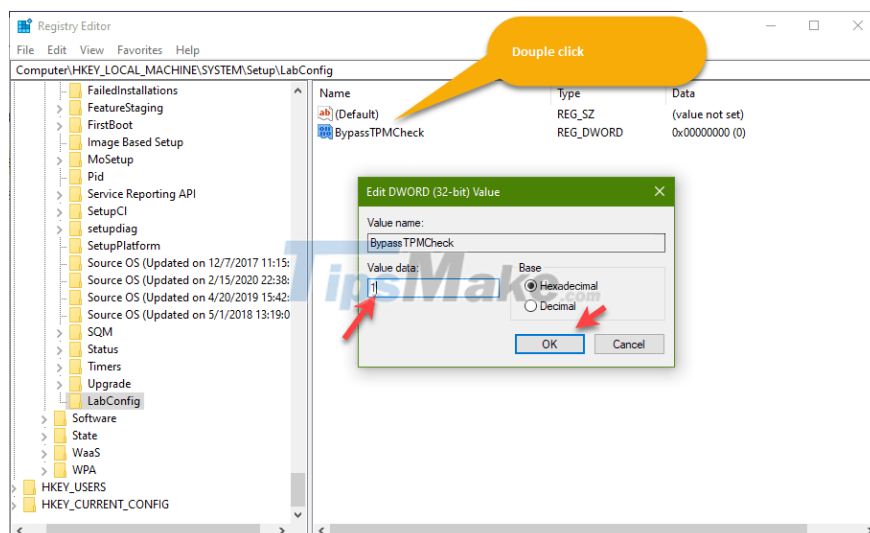 Registry Editor
File Edit View Favorites Help
Computer\HKEY_LOCAL_MACHINE\SYSTEM\Setup\LabConfig
Douple click
FailedInstallations
FeatureStaging
FirstBoot
Image Based Setup
MoSetup
Pid
Service Reporting API
SetupCl
setupdiag
SetupPlatform
Source OS (Updated on 12/7/2017 11:15:
Source OS (Updated on 2/15/2020 22:38:
Source OS (Updated on 4/20/2019 15:42:
Source OS (Updated on 5/1/2018 13:19:0
SQM
Status
Timers
Upgrade
LabConfig
Software
State
WaaS
WPA
HKEY_USERS
HKEY_CURRENT_CONFIG
Name Type Data
ab (Default) REG_SZ (value not set)
BypassTPMCheck REG_DWORD 0x00000000 (0)
Edit DWORD (32-bit) Value
Value name:
BypassTPMCheck
Value data:
1
Base
Hexadecimal
Decimal
OK Cancel
TipsMake.com